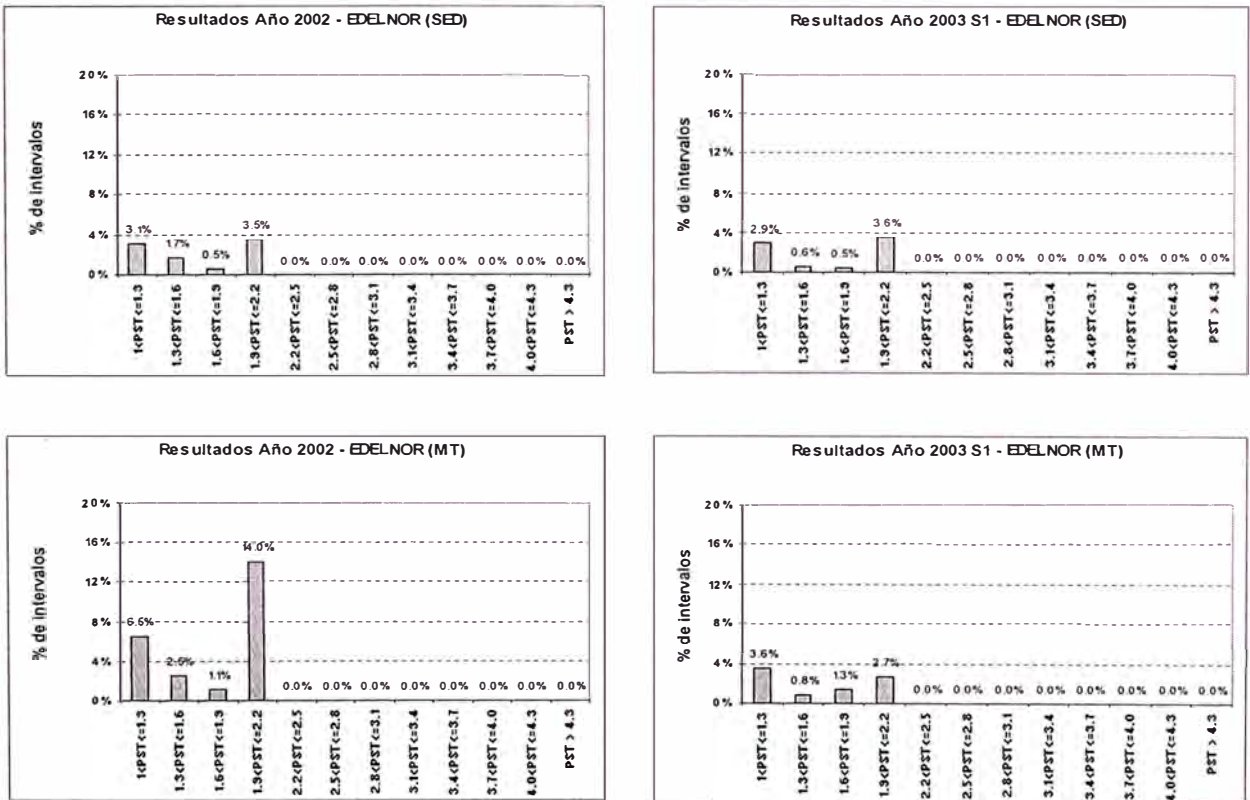 Resultados Año 2002 - EDELNOR (SED)
% de intervalos
20%
16%
12%
8%
4%
0%
3.1%
1.7%
0.5%
3.5%
0.0% 0.0% 0.0% 0.0% 0.0% 0.0% 0.0% 0.0%
1<PST<=1.3
1.3<PST<=1.6
1.6<PST<=1.9
1.9<PST<=2.2
2.2<PST<=2.5
2.5<PST<=2.8
2.8<PST<=3.1
3.1<PST<=3.4
3.4<PST<=3.7
3.7<PST<=4.0
4.0<PST<=4.3
PST > 4.3
Resultados Año 2003 S1 - EDELNOR (SED)
% de intervalos
20%
16%
12%
8%
4%
0%
2.9%
0.6%
0.5%
3.6%
0.0% 0.0% 0.0% 0.0% 0.0% 0.0% 0.0% 0.0%
1<PST<=1.3
1.3<PST<=1.6
1.6<PST<=1.9
1.9<PST<=2.2
2.2<PST<=2.5
2.5<PST<=2.8
2.8<PST<=3.1
3.1<PST<=3.4
3.4<PST<=3.7
3.7<PST<=4.0
4.0<PST<=4.3
PST > 4.3
Resultados Año 2002 - EDELNOR (MT)
% de intervalos
20%
16%
12%
8%
4%
0%
1.1%
14.0%
0.0% 0.0% 0.0% 0.0% 0.0% 0.0% 0.0% 0.0%
1<PST<=1.3
1.3<PST<=1.6
1.6<PST<=1.9
1.9<PST<=2.2
2.2<PST<=2.5
2.5<PST<=2.8
2.8<PST<=3.1
3.1<PST<=3.4
3.4<PST<=3.7
3.7<PST<=4.0
4.0<PST<=4.3
PST > 4.3
Resultados Año 2003 S1 - EDELNOR (MT)
% de intervalos
20%
16%
12%
8%
4%
0%
3.6%
0.8%
1.3%
2.7%
0.0% 0.0% 0.0% 0.0% 0.0% 0.0% 0.0% 0.0%
1<PST<=1.3
1.3<PST<=1.6
1.6<PST<=1.9
1.9<PST<=2.2
2.2<PST<=2.5
2.5<PST<=2.8
2.8<PST<=3.1
3.1<PST<=3.4
3.4<PST<=3.7
3.7<PST<=4.0
4.0<PST<=4.3
PST > 4.3